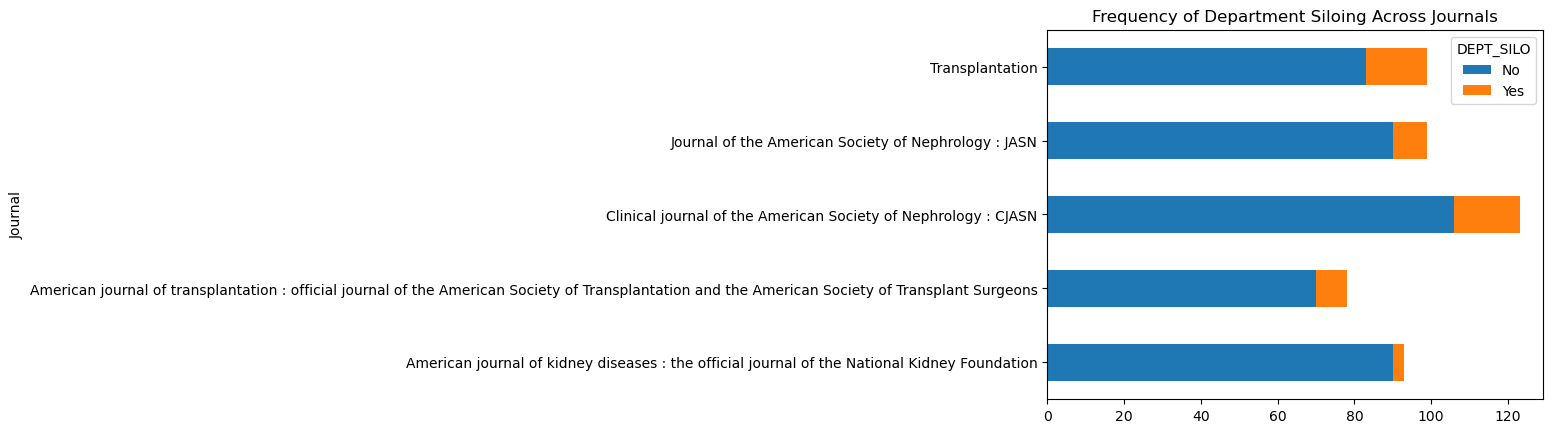 Frequency of Department Siloing Across Journals
DEPT_SILO
No
Yes
Journal
Transplantation
Journal of the American Society of Nephrology : JASN
Clinical journal of the American Society of Nephrology : CJASN
American journal of transplantation : official journal of the American Society of Transplantation and the American Society of Transplant Surgeons
American journal of kidney diseases : the official journal of the National Kidney Foundation
0 20 40 60 80 100 120